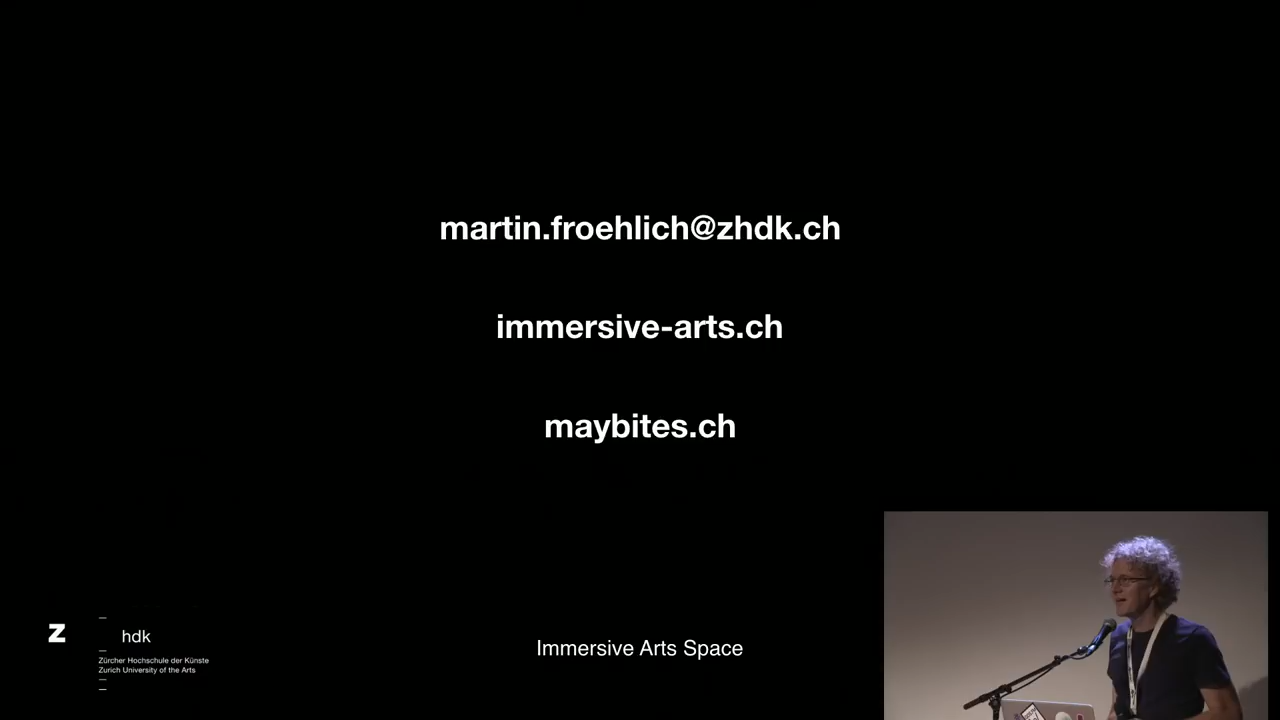 martin.froehlich@zhdk.ch
immersive-arts.ch
maybites.ch
Z hdk
Zürcher Hochschule der Künste
Zurich University of the Arts
Immersive Arts Space